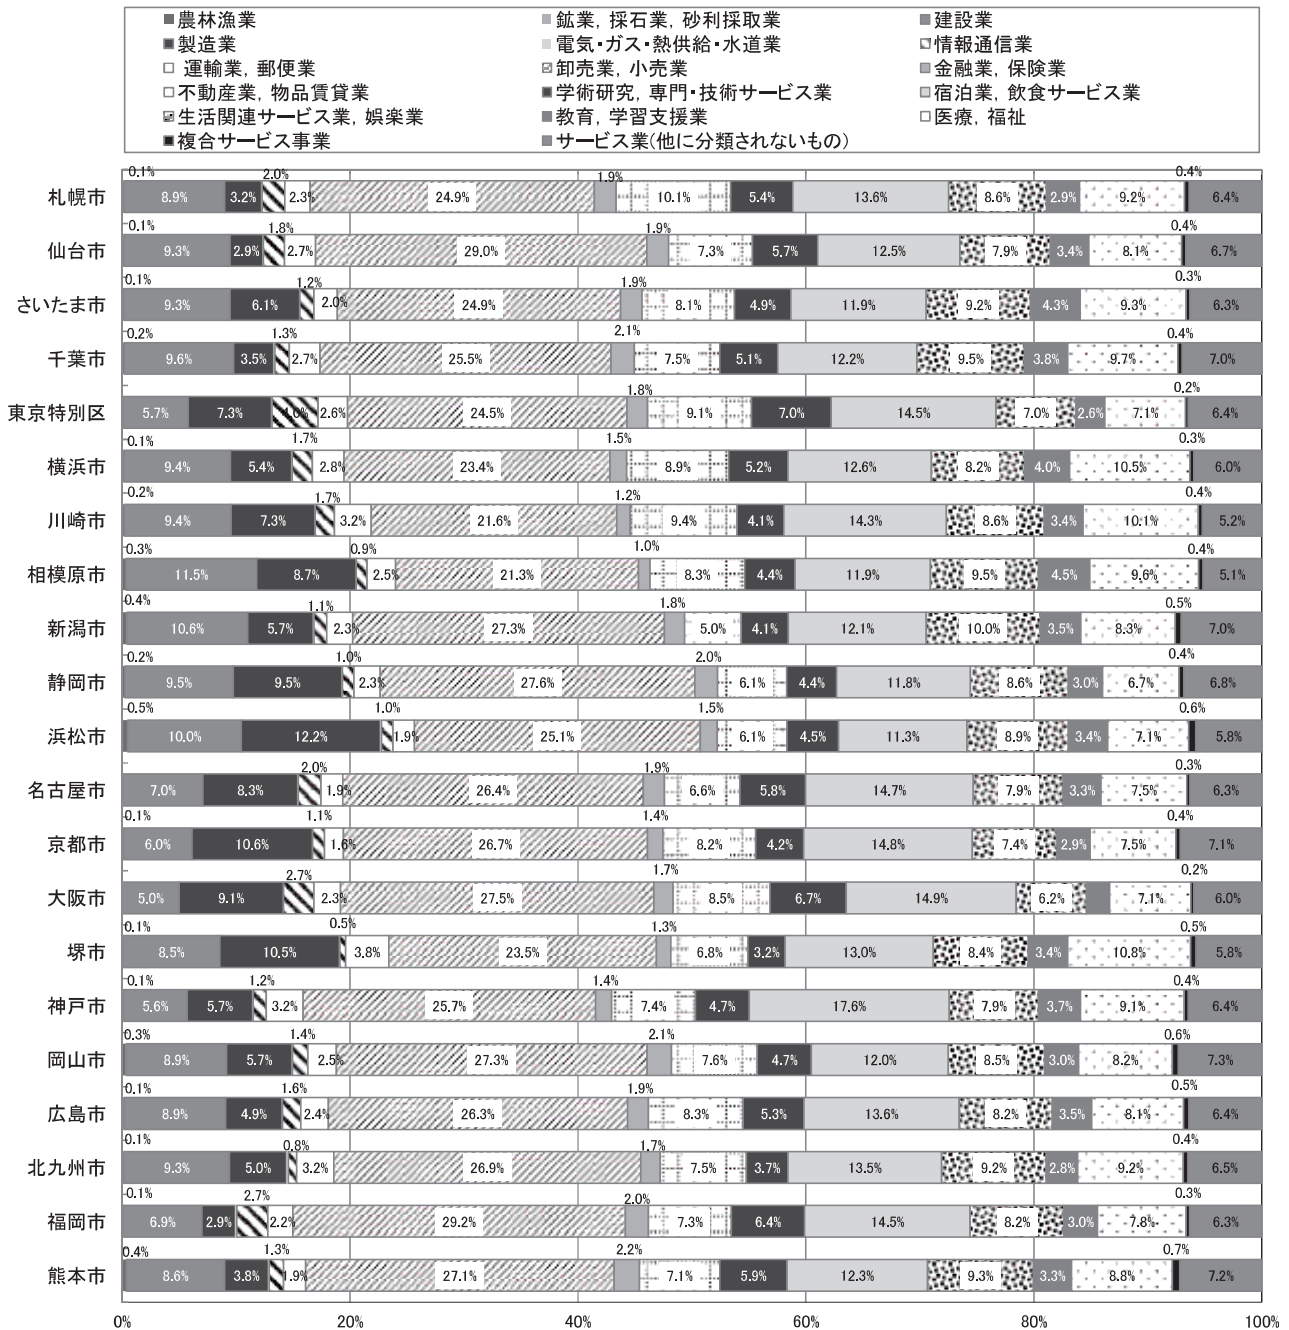 ■農林漁業 ■鉱業，採石業，砂利採取業 ■建設業
■製造業 ■電気・ガス・熱供給・水道業 情報通信業
□ 運輸業，郵便業 卸売業，小売業 ■金融業，保険業
□不動産業，物品賃貸業 ■学術研究，専門・技術サービス業 ■宿泊業，飲食サービス業
生活関連サービス業，娯楽業 ■教育，学習支援業 □医療，福祉
■複合サービス事業 ■サービス業(他に分類されないもの)
0.1% 2.0% 1.9% 0.4%
札幌市 8.9% 3.2% 2.3% 24.9% 10.1% 5.4% 13.6% 8.6% 2.9% 9.2% 6.4%
0.1% 1.8% 1.9% 0.4%
仙台市 9.3% 2.9% 2.7% 29.0% 7.3% 5.7% 12.5% 7.9% 3.4% 8.1% 6.7%
0.1% 1.2% 1.9% 0.3%
さいたま市 9.3% 6.1% 2.0% 24.9% 8.1% 4.9% 11.9% 9.2% 4.3% 9.3% 6.3%
0.2% 1.3% 2.1% 0.4%
千葉市 9.6% 3.5% 2.7% 25.5% 7.5% 5.1% 12.2% 9.5% 3.8% 9.7% 7.0%
1.8% 0.2%
東京特別区 5.7% 7.3% 4.0% 2.6% 24.5% 9.1% 7.0% 14.5% 7.0% 2.6% 7.1% 6.4%
0.1% 1.7% 1.5% 0.3%
横浜市 9.4% 5.4% 2.8% 23.4% 8.9% 5.2% 12.6% 8.2% 4.0% 10.5% 6.0%
0.2% 1.7% 1.2% 0.4%
川崎市 9.4% 7.3% 3.2% 21.6% 9.4% 4.1% 14.3% 8.6% 3.4% 10.1% 5.2%
0.3% 0.9% 1.0% 0.4%
相模原市 11.5% 8.7% 2.5% 21.3% 8.3% 4.4% 11.9% 9.5% 4.5% 9.6% 5.1%
0.4% 1.1% 1.8% 0.5%
新潟市 10.6% 5.7% 2.3% 27.3% 5.0% 4.1% 12.1% 10.0% 3.5% 8.3% 7.0%
0.2% 1.0% 2.0% 0.4%
静岡市 9.5% 9.5% 2.3% 27.6% 6.1% 4.4% 11.8% 8.6% 3.0% 6.7% 6.8%
0.5% 1.0% 1.5% 0.6%
浜松市 10.0% 12.2% 1.9% 25.1% 6.1% 4.5% 11.3% 8.9% 3.4% 7.1% 5.8%
2.0% 1.9% 0.3%
名古屋市 7.0% 8.3% 1.9% 26.4% 6.6% 5.8% 14.7% 7.9% 3.3% 7.5% 6.3%
0.1% 1.1% 1.4% 0.4%
京都市 6.0% 10.6% 1.6% 26.7% 8.2% 4.2% 14.8% 7.4% 2.9% 7.5% 7.1%
2.7% 1.7% 0.2%
大阪市 5.0% 9.1% 2.3% 27.5% 8.5% 6.7% 14.9% 6.2% 7.1% 6.0%
0.1% 0.5% 1.3% 0.5%
堺市 8.5% 10.5% 3.8% 23.5% 6.8% 3.2% 13.0% 8.4% 3.4% 10.8% 5.8%
0.1% 1.2% 1.4% 0.4%
神戸市 5.6% 5.7% 3.2% 25.7% 7.4% 4.7% 17.6% 7.9% 3.7% 9.1% 6.4%
0.3% 1.4% 2.1% 0.6%
岡山市 8.9% 5.7% 2.5% 27.3% 7.6% 4.7% 12.0% 8.5% 3.0% 8.2% 7.3%
0.1% 1.6% 1.9% 0.5%
広島市 8.9% 4.9% 2.4% 26.3% 8.3% 5.3% 13.6% 8.2% 3.5% 8.1% 6.4%
0.1% 0.8% 1.7% 0.4%
北九州市 9.3% 5.0% 3.2% 26.9% 7.5% 3.7% 13.5% 9.2% 2.8% 9.2% 6.5%
0.1% 2.7% 2.0% 0.3%
福岡市 6.9% 2.9% 2.2% 29.2% 7.3% 6.4% 14.5% 8.2% 3.0% 7.8% 6.3%
0.4% 1.3% 2.2% 0.7%
熊本市 8.6% 3.8% 1.9% 27.1% 7.1% 5.9% 12.3% 9.3% 3.3% 8.8% 7.2%
0% 20% 40% 60% 80% 100%